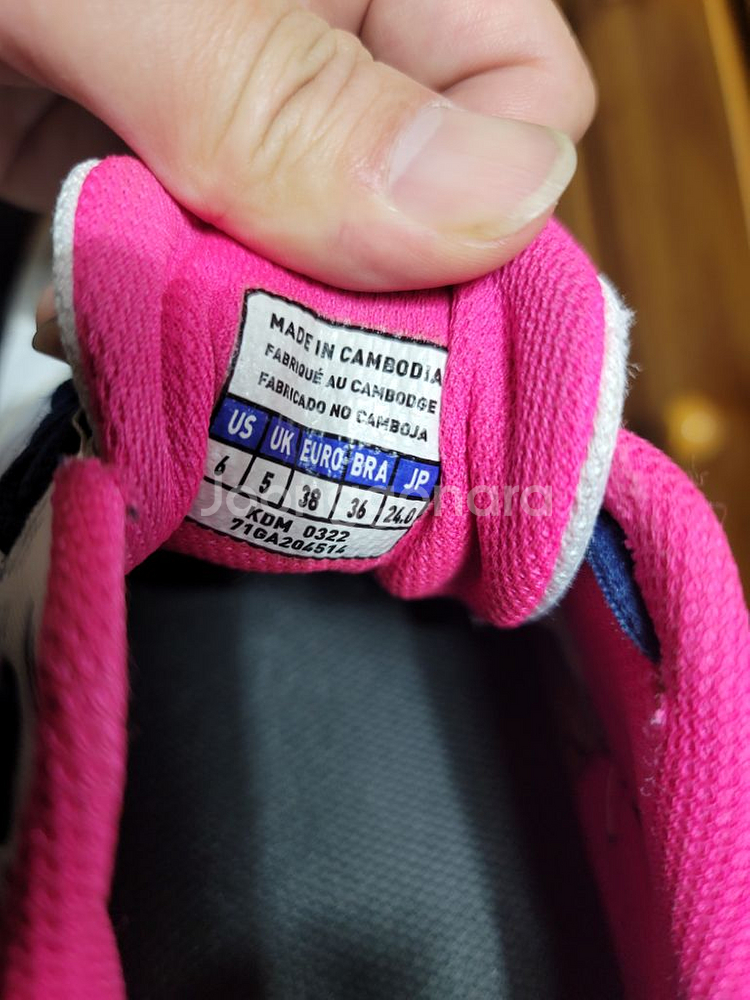 MADE IN CAMBODIA
FABRIQUÉ AU CAMBODGE
FABRICADO NO CAMBOJA
US UK EURO BRA JP
6 5 38 36 24.0
KDM 0322
71GA204514